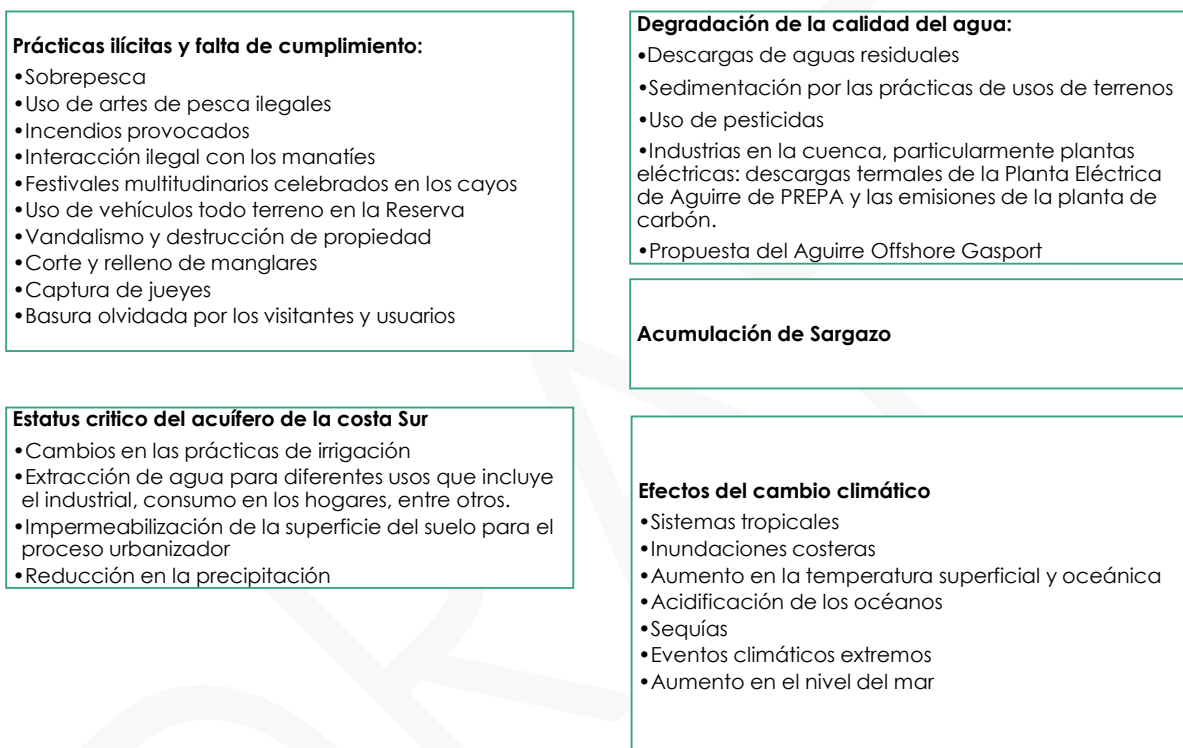 Prácticas ilícitas y falta de cumplimiento:
•Sobrepesca
•Uso de artes de pesca ilegales
•Incendios provocados
•Interacción ilegal con los manatíes
•Festivales multitudinarios celebrados en los cayos
•Uso de vehículos todo terreno en la Reserva
•Vandalismo y destrucción de propiedad
•Corte y relleno de manglares
•Captura de jueyes
•Basura olvidada por los visitantes y usuarios
Estatus critico del acuífero de la costa Sur
•Cambios en las prácticas de irrigación
•Extracción de agua para diferentes usos que incluye
el industrial, consumo en los hogares, entre otros.
•Impermeabilización de la superficie del suelo para el
proceso urbanizador
•Reducción en la precipitación
Degradación de la calidad del agua:
•Descargas de aguas residuales
•Sedimentación por las prácticas de usos de terrenos
•Uso de pesticidas
•Industrias en la cuenca, particularmente plantas
eléctricas: descargas termales de la Planta Eléctrica
de Aguirre de PREPA y las emisiones de la planta de
carbón.
•Propuesta del Aguirre Offshore Gasport
Acumulación de Sargazo
Efectos del cambio climático
•Sistemas tropicales
•Inundaciones costeras
•Aumento en la temperatura superficial y oceánica
•Acidificación de los océanos
•Sequías
•Eventos climáticos extremos
•Aumento en el nivel del mar